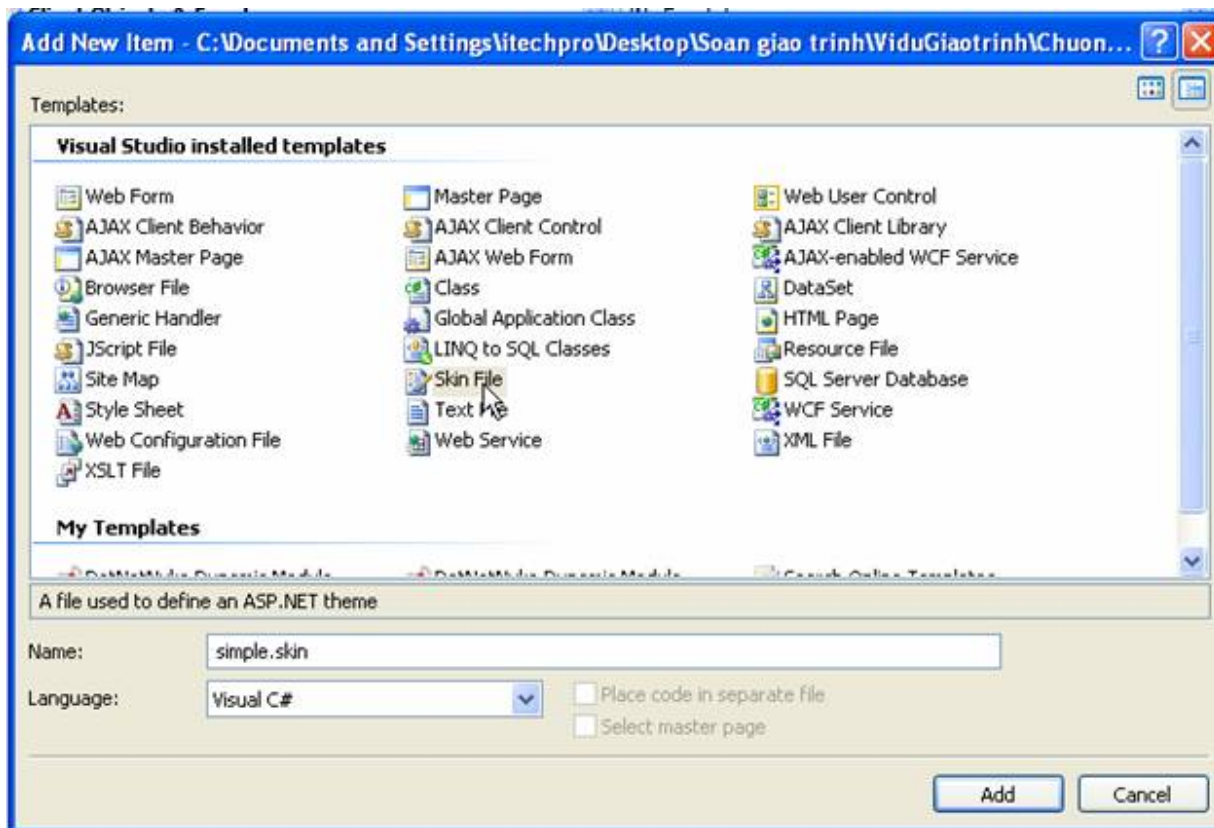 Add New Item - C:\Documents and Settings\itechpro\Desktop\Soan giao trinh\ViduGiaotrinh\Chuon...
Templates:
Visual Studio installed templates
Web Form Master Page Web User Control
AJAX Client Behavior AJAX Client Control AJAX Client Library
AJAX Master Page AJAX Web Form AJAX-enabled WCF Service
Browser File Class DataSet
Generic Handler Global Application Class HTML Page
JScript File LINQ to SQL Classes Resource File
Site Map Skin File SQL Server Database
Style Sheet Text File WCF Service
Web Configuration File Web Service XML File
XSLT File
My Templates
A file used to define an ASP.NET theme
Name: simple.skin
Language: Visual C# Place code in separate file
Select master page
Add Cancel